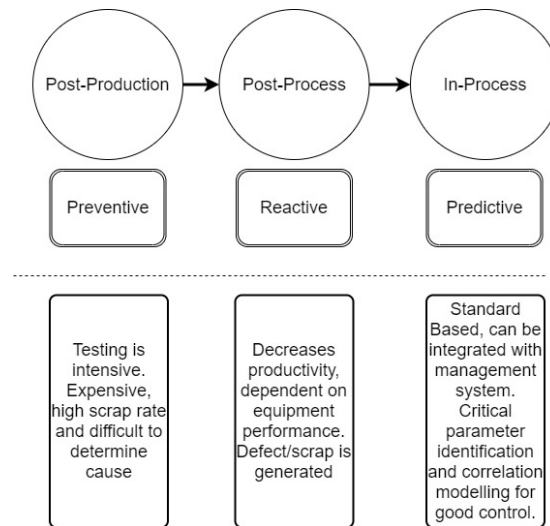 Post-Production
Post-Process
In-Process
Preventive
Reactive
Predictive
Testing is
intensive.
Expensive,
high scrap rate
and difficult to
determine
cause
Decreases
productivity,
dependent on
equipment
performance.
Defect/scrap is
generated
Standard
Based, can be
integrated with
management
system.
Critical
parameter
identification
and correlation
modelling for
good control.